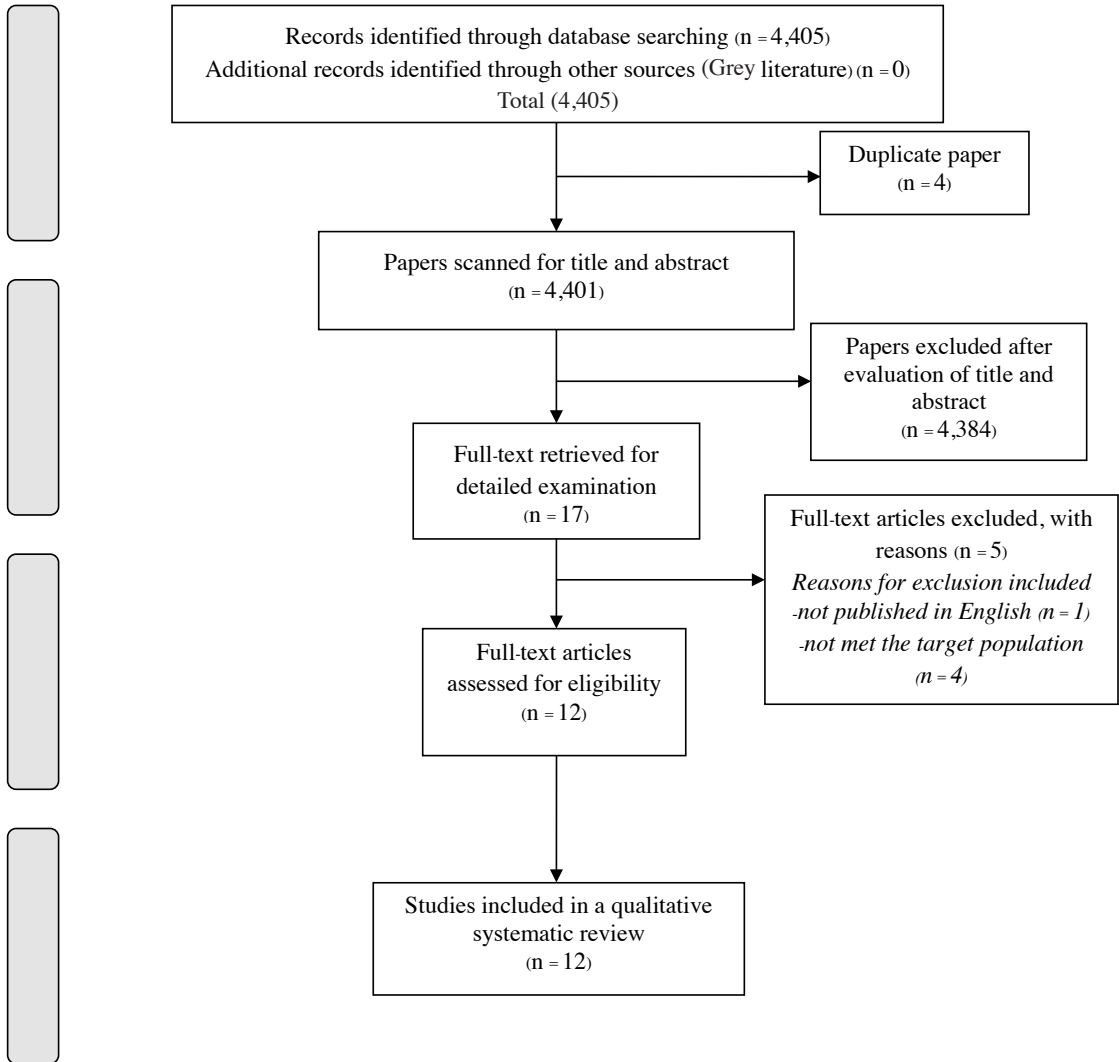 Records identified through database searching (n = 4,405)
Additional records identified through other sources (Grey literature) (n = 0)
Total (4,405)
Duplicate paper
(n = 4)
Papers scanned for title and abstract
(n = 4,401)
Papers excluded after
evaluation of title and
abstract
(n = 4,384)
Full-text retrieved for
detailed examination
(n = 17)
Full-text articles excluded, with
reasons (n = 5)
Reasons for exclusion included
-not published in English (n = 1)
-not met the target population
(n = 4)
Full-text articles
assessed for eligibility
(n = 12)
Studies included in a qualitative
systematic review
(n = 12)